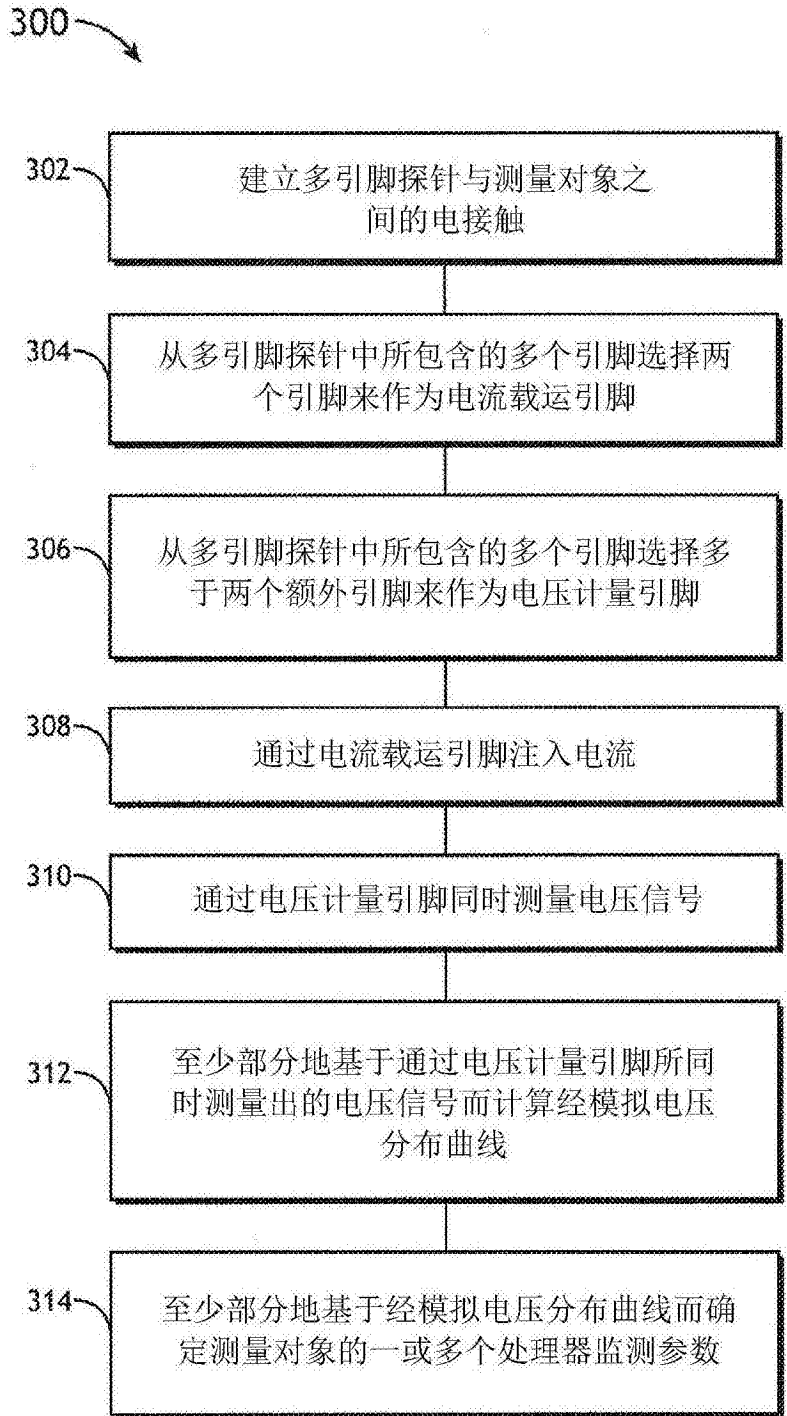 300
302
建立多引脚探针与测量对象之
间的电接触
304
从多引脚探针中所包含的多个引脚选择两
个引脚来作为电流载运引脚
306
从多引脚探针中所包含的多个引脚选择多
于两个额外引脚来作为电压计量引脚
308
通过电流载运引脚注入电流
310
通过电压计量引脚同时测量电压信号
312
至少部分地基于通过电压计量引脚所同
时测量出的电压信号而计算经模拟电压
分布曲线
314
至少部分地基于经模拟电压分布曲线而确
定测量对象的一或多个处理器监测参数